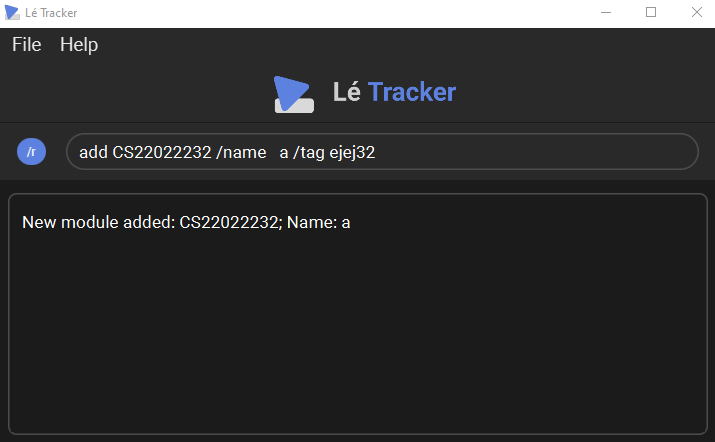 Lé Tracker
File Help
Lé Tracker
/r add CS22022232 /name   a /tag ejej32
New module added: CS22022232; Name: a